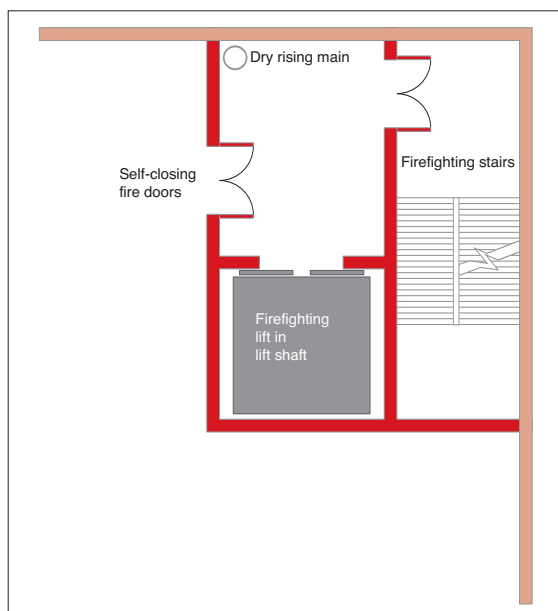 Dry rising main
Self-closing
fire doors
Firefighting stairs
Firefighting
lift in
lift shaft